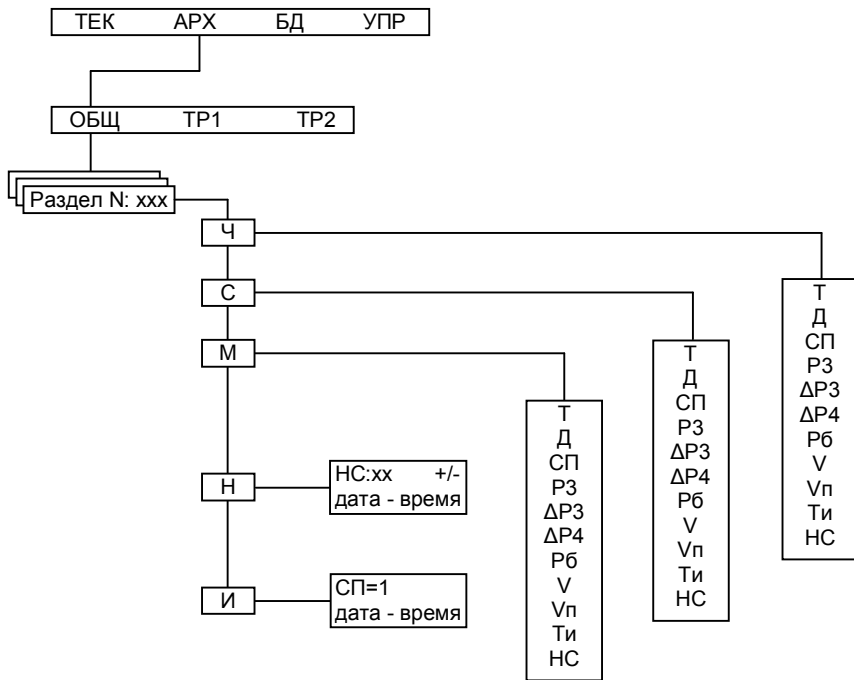 ТЕК АРХ БД УПР
ОБЩ ТР1 ТР2
Раздел N: xxx
Ч
С
М
Н
И
НС:xx +/-
дата - время
СП=1
дата - время
Т
Д
СП
Р3
ΔР3
ΔР4
Рб
V
Vп
Ти
НС
Т
Д
СП
Р3
ΔР3
ΔР4
Рб
V
Vп
Ти
НС
Т
Д
СП
Р3
ΔР3
ΔР4
Рб
V
Vп
Ти
НС